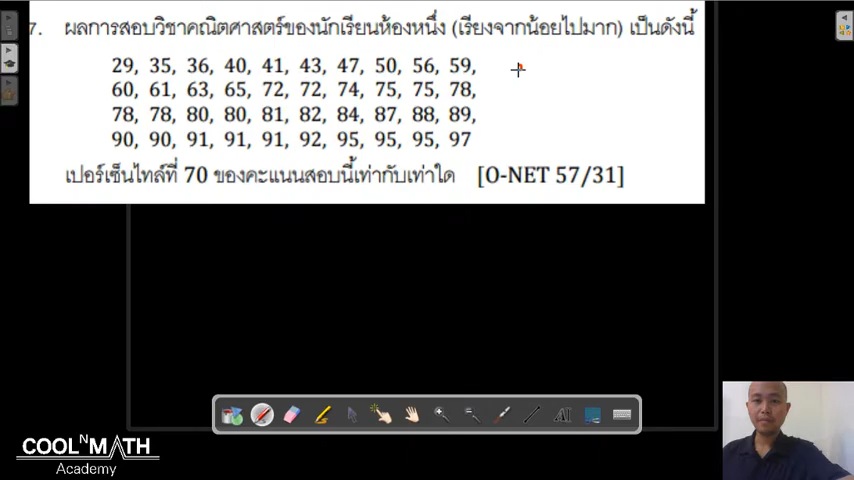 7. ผลการสอบวิชาคณิตศาสตร์ของนักเรียนห้องหนึ่ง (เรียงจากน้อยไปมาก) เป็นดังนี้
29, 35, 36, 40, 41, 43, 47, 50, 56, 59,
60, 61, 63, 65, 72, 72, 74, 75, 75, 78,
78, 78, 80, 80, 81, 82, 84, 87, 88, 89,
90, 90, 91, 91, 91, 92, 95, 95, 95, 97
เปอร์เซ็นไทล์ที่ 70 ของคะแนนสอบนี้เท่ากับเท่าใด [O-NET 57/31]
AI
COOL N MATH
Academy